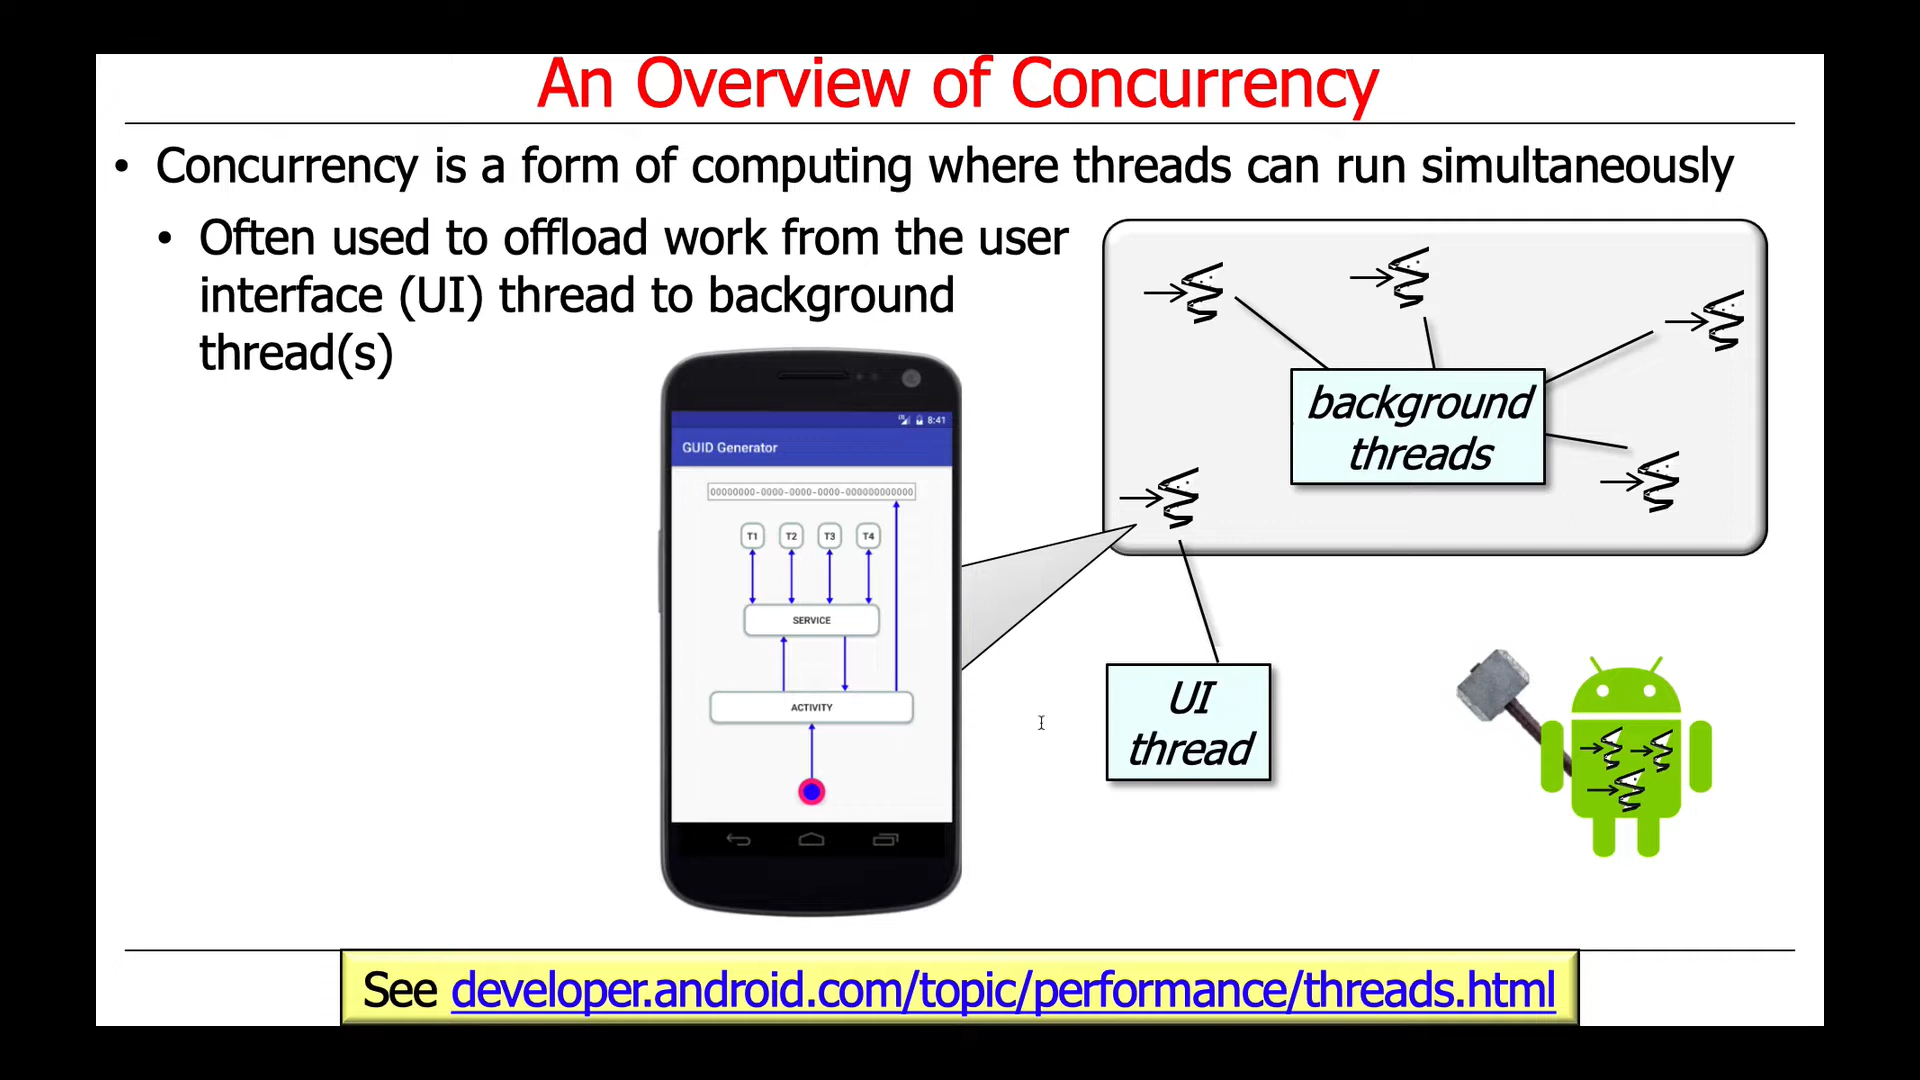 An Overview of Concurrency
• Concurrency is a form of computing where threads can run simultaneously
• Often used to offload work from the user
interface (UI) thread to background
thread(s)
background
threads
8:41
GUID Generator
00000000-0000-0000-0000-000000000000
T1 T2 T3 T4
SERVICE
ACTIVITY
UI
thread
See developer.android.com/topic/performance/threads.html